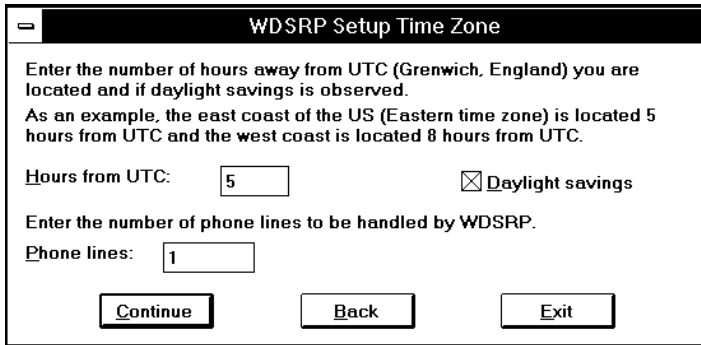 WDSRP Setup Time Zone
Enter the number of hours away from UTC (Grenwich, England) you are
located and if daylight savings is observed.
As an example, the east coast of the US (Eastern time zone) is located 5
hours from UTC and the west coast is located 8 hours from UTC.
Hours from UTC: 5 Daylight savings
Enter the number of phone lines to be handled by WDSRP.
Phone lines: 1
Continue Back Exit